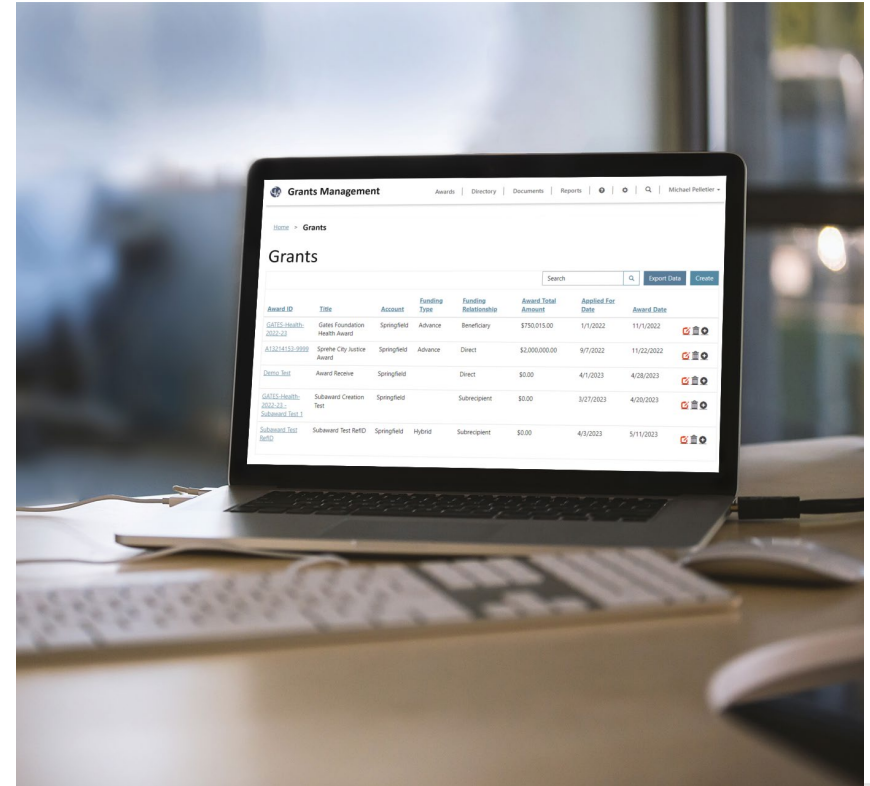 Grants Management
Awards | Directory | Documents | Reports | | | | Michael Pelletier
Home > Grants
Grants
Search
Export Data
Create
Award ID Title Account Funding Type Funding Relationship Award Total Amount Applied For Date Award Date
GATES-Health-2022-23 Gates Foundation Health Award Springfield Advance Beneficiary $750,015.00 1/1/2022 11/1/2022
A13214153-9998 Sprehe City Justice Award Springfield Advance Direct $2,000,000.00 9/7/2022 11/22/2022
Demo Test Award Receive Springfield Direct $0.00 4/1/2023 4/28/2023
GATES-Health-2022-23 - Subaward Test 1 Subaward Creation Test Springfield Subrecipient $0.00 3/27/2023 4/20/2023
Subaward Test RefID Subaward Test RefID Springfield Hybrid Subrecipient $0.00 4/3/2023 5/11/2023